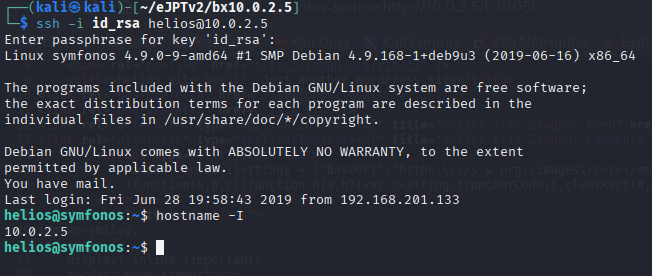 (kali㉿kali)-[~/eJPTv2/bx10.0.2.5]
$ ssh -i id_rsa helios@10.0.2.5
Enter passphrase for key 'id_rsa':
Linux symfonos 4.9.0-9-amd64 #1 SMP Debian 4.9.168-1+deb9u3 (2019-06-16) x86_64
The programs included with the Debian GNU/Linux system are free software;
the exact distribution terms for each program are described in the
individual files in /usr/share/doc/*/copyright.
Debian GNU/Linux comes with ABSOLUTELY NO WARRANTY, to the extent
permitted by applicable law.
You have mail.
Last login: Fri Jun 28 19:58:43 2019 from 192.168.201.133
helios@symfonos:~$ hostname -I
10.0.2.5
helios@symfonos:~$